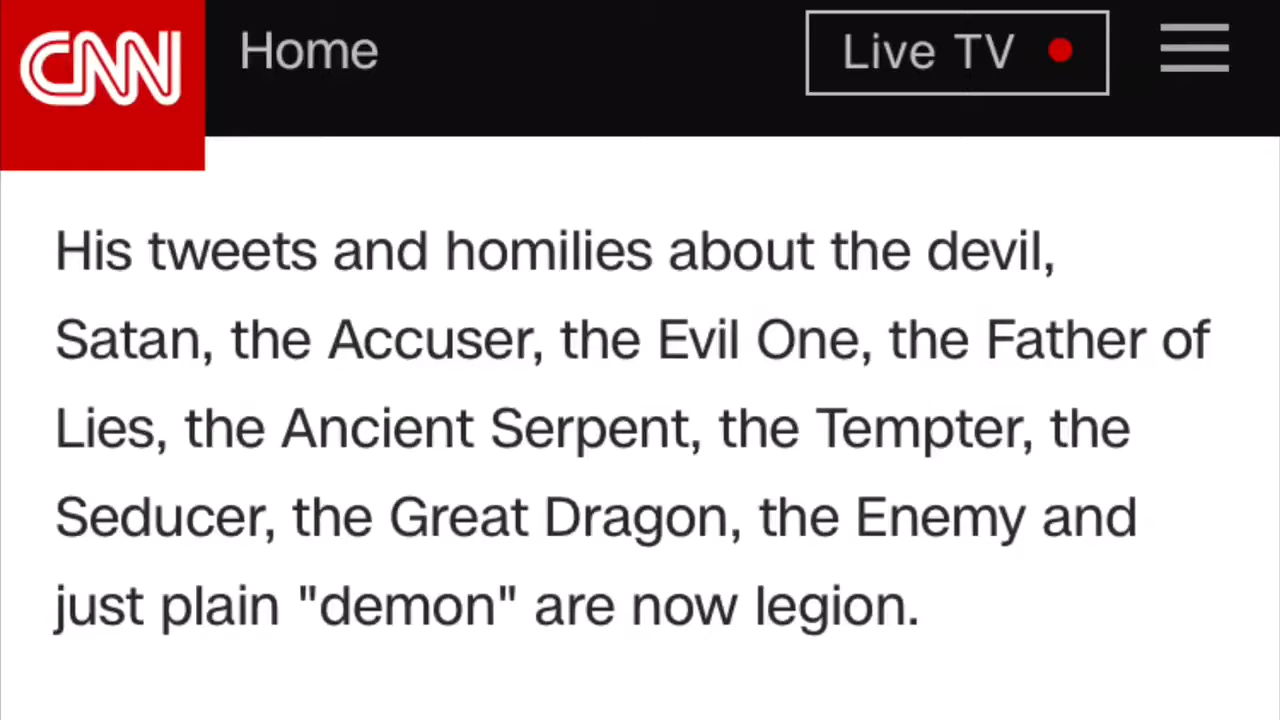 CNN Home Live TV
His tweets and homilies about the devil,
Satan, the Accuser, the Evil One, the Father of
Lies, the Ancient Serpent, the Tempter, the
Seducer, the Great Dragon, the Enemy and
just plain "demon" are now legion.